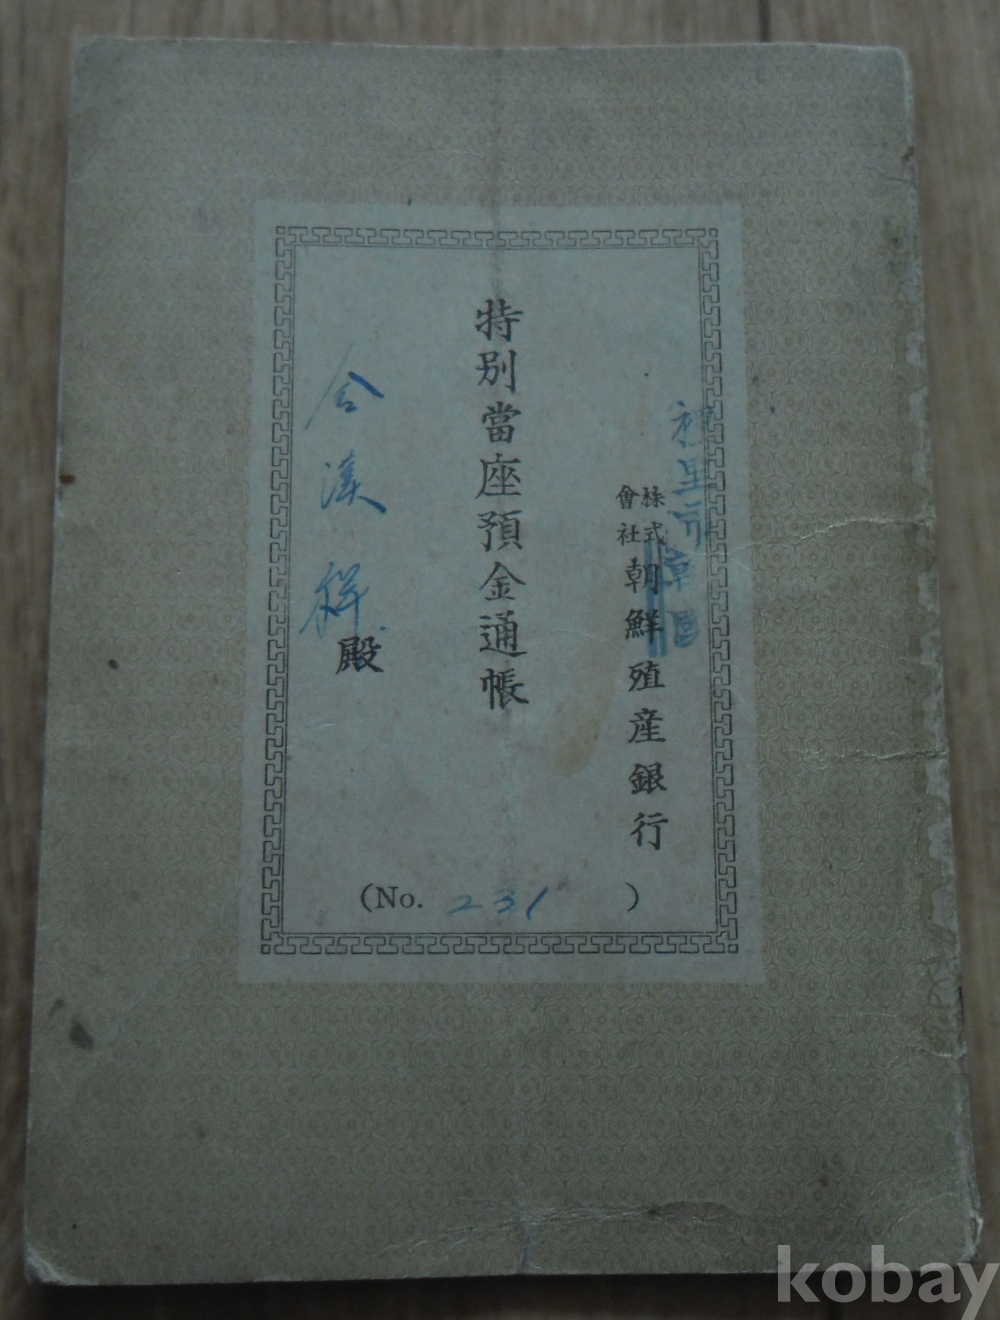 株式
會社
朝鮮殖産銀行
特別當座預金通帳
殿
(No. 231 )
kobay